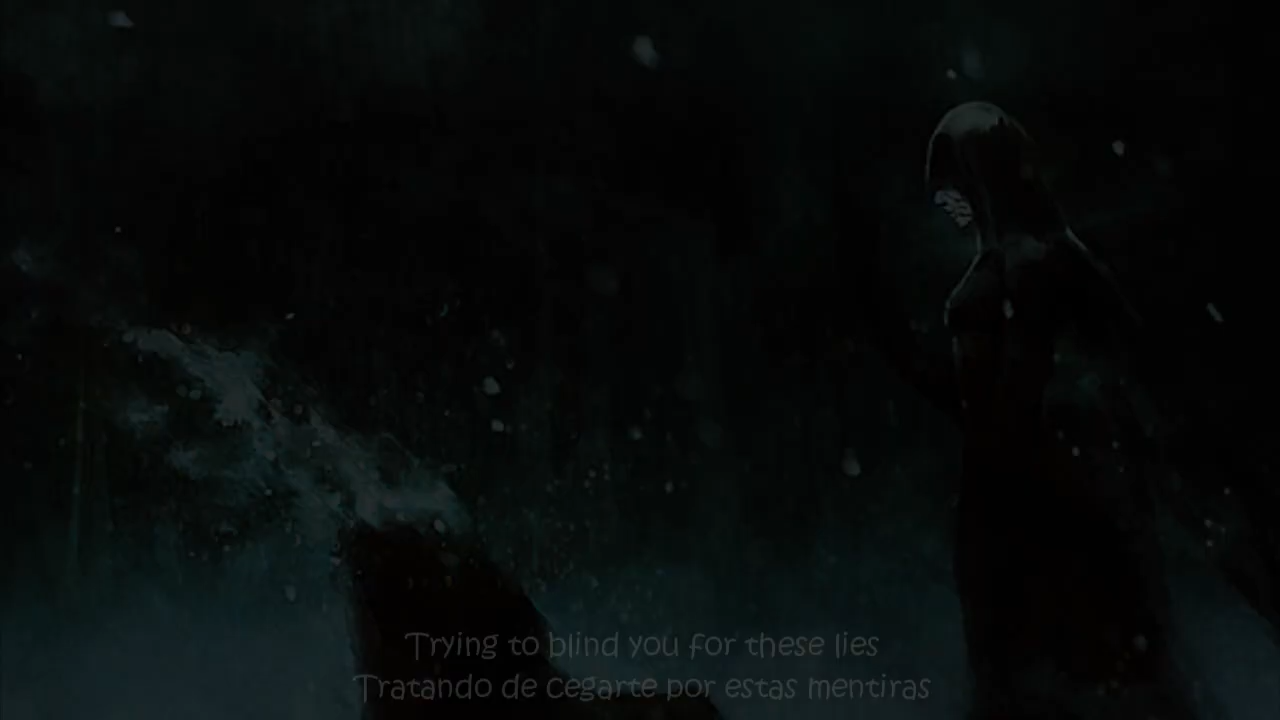 Trying to blind you for these lies
Tratando de cegarte por estas mentiras